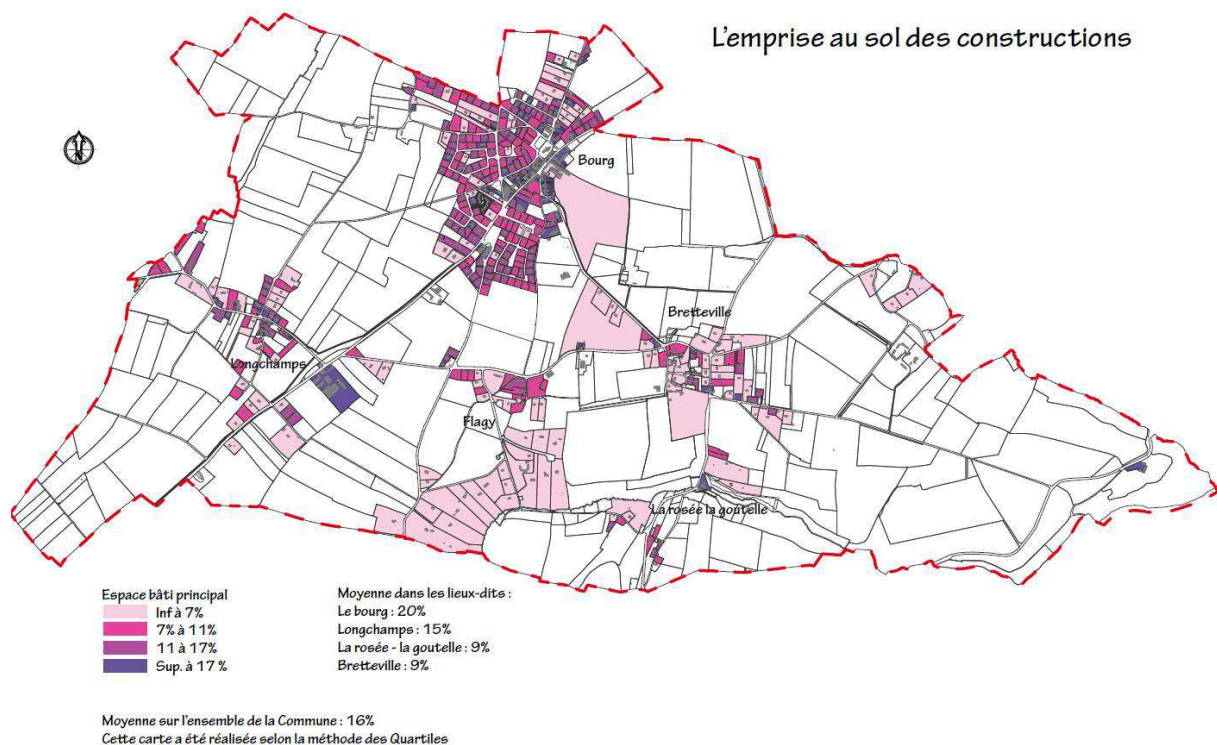 L'emprise au sol des constructions
Bourg
Bretteville
Longchamps
Flagy
La rosée la goutelle
Espace bâti principal
Inf à 7%
7% à 11%
11 à 17%
Sup. à 17 %
Moyenne dans les lieux-dits :
Le bourg : 20%
Longchamps : 15%
La rosée - la goutelle : 9%
Bretteville : 9%
Moyenne sur l'ensemble de la Commune : 16%
Cette carte a été réalisée selon la méthode des Quartiles